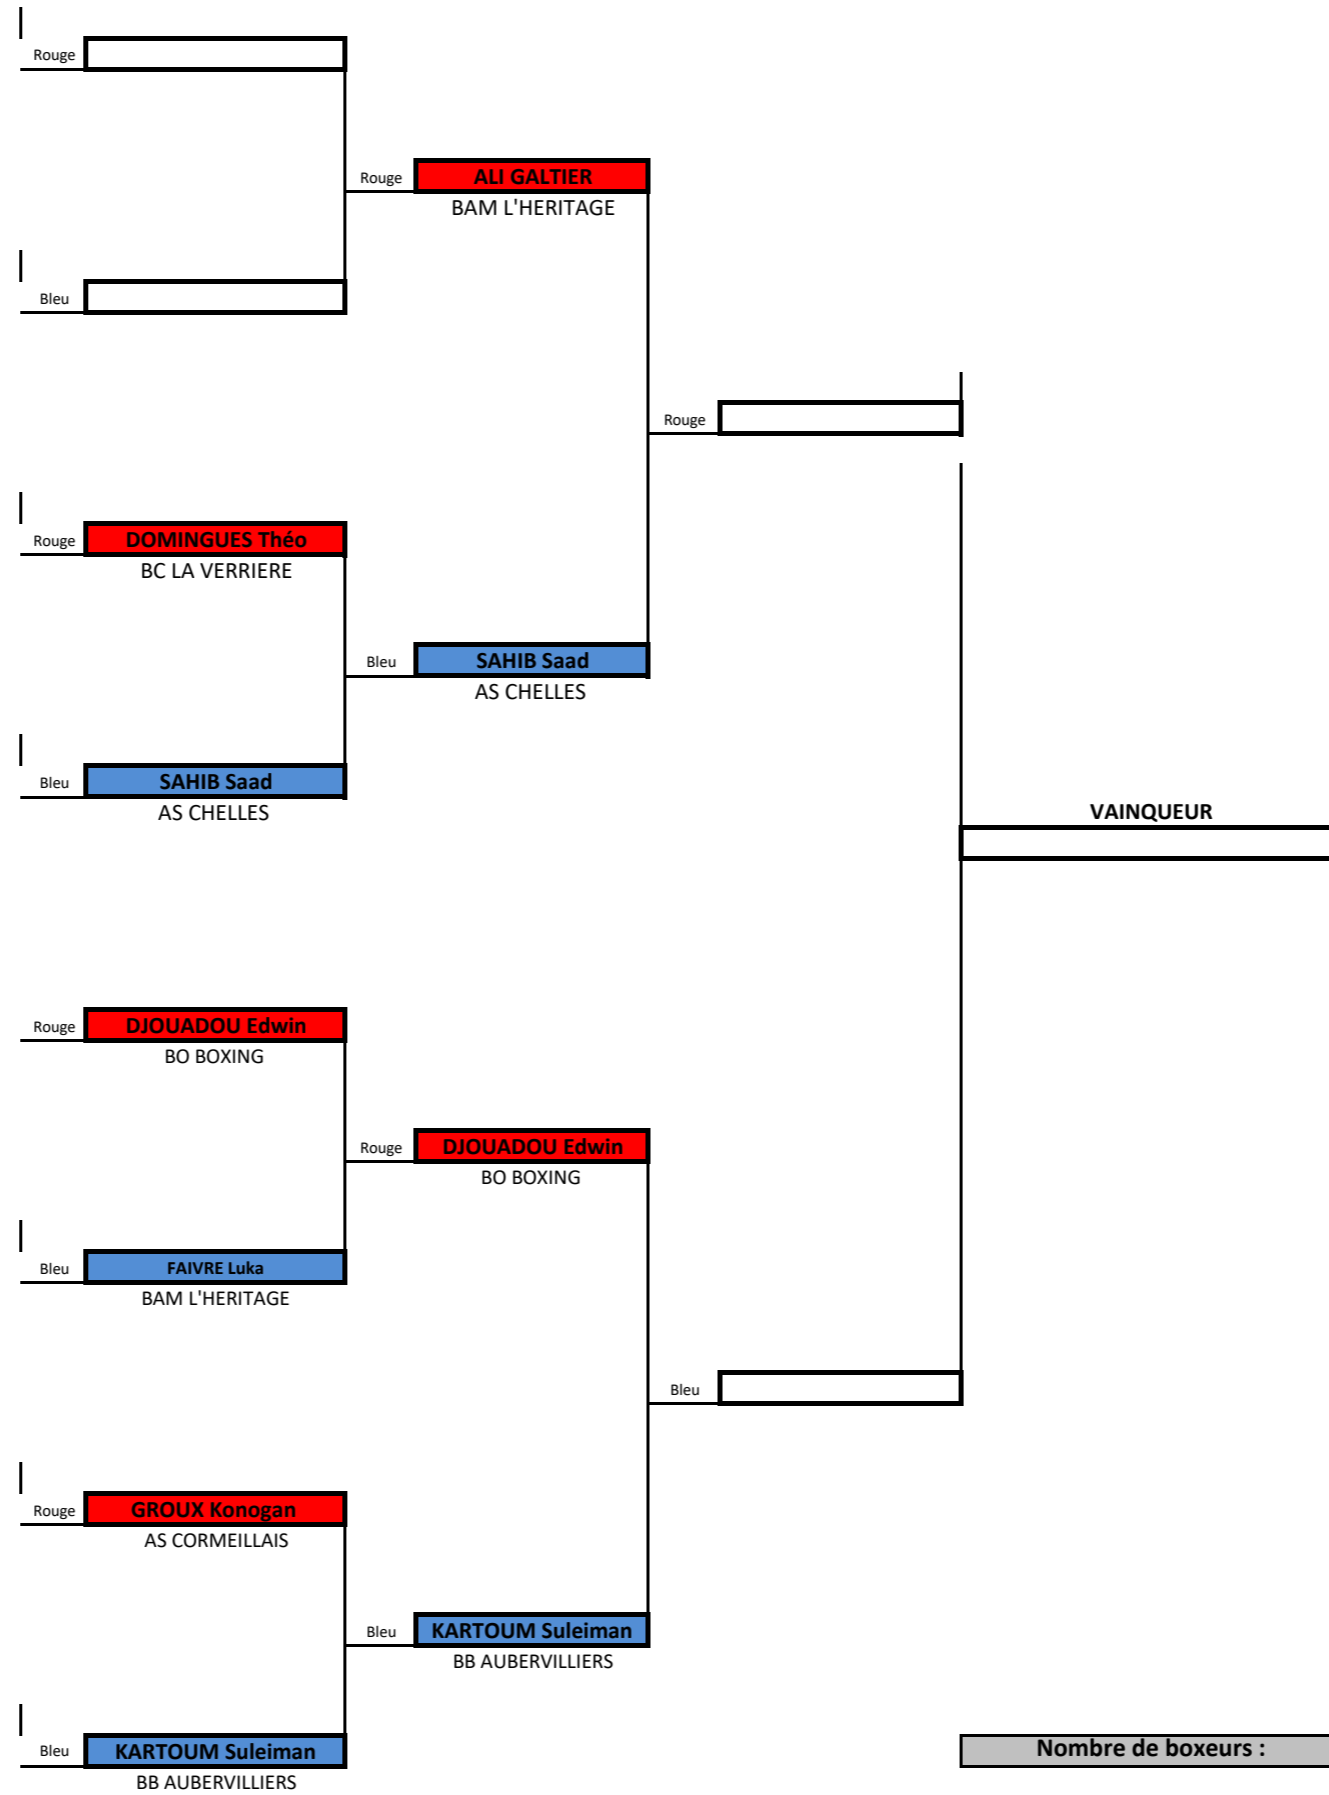 Rouge
Rouge
ALI GALTIER
BAM L'HERITAGE
Bleu
Rouge
Rouge
DOMINGUES Théo
BC LA VERRIERE
Bleu
SAHIB Saad
AS CHELLES
Bleu
SAHIB Saad
AS CHELLES
VAINQUEUR
Rouge
DJOUADOU Edwin
BO BOXING
Rouge
DJOUADOU Edwin
BO BOXING
Bleu
FAIVRE Luka
BAM L'HERITAGE
Bleu
Rouge
GROUX Konogan
AS CORMEILLAIS
Bleu
KARTOUM Suleiman
BB AUBERVILLIERS
Bleu
KARTOUM Suleiman
BB AUBERVILLIERS
Nombre de boxeurs :